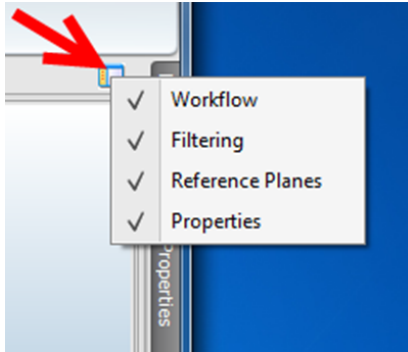 Workflow
Filtering
Reference Planes
Properties
Properties